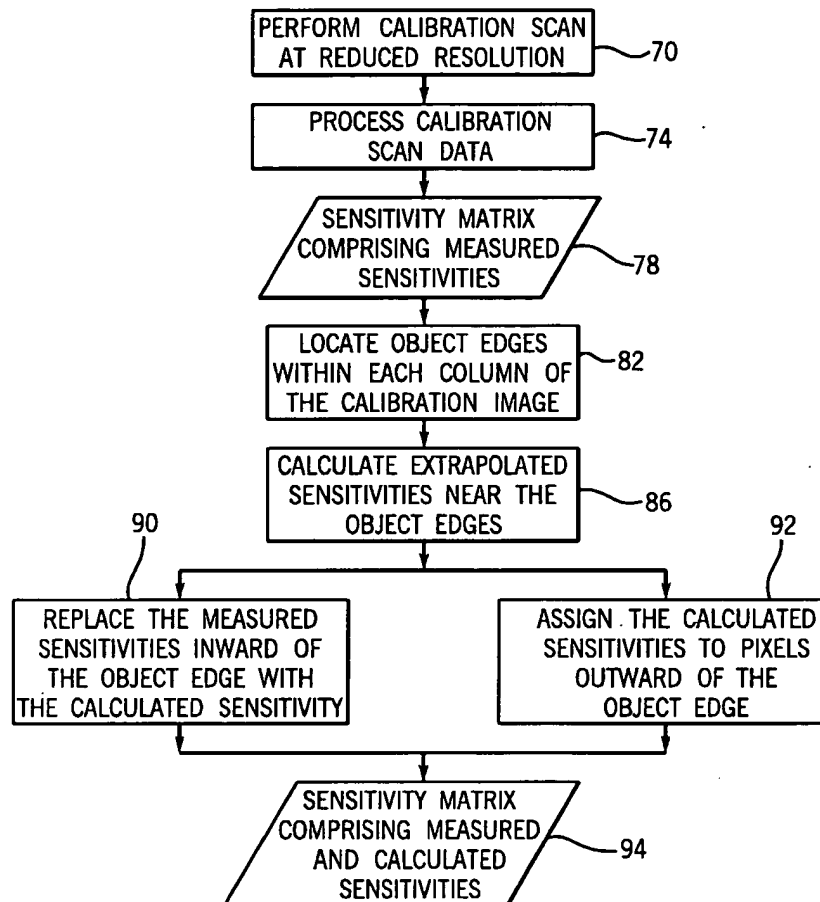 PERFORM CALIBRATION SCAN
AT REDUCED RESOLUTION
70
PROCESS CALIBRATION
SCAN DATA
74
SENSITIVITY MATRIX
COMPRISING MEASURED
SENSITIVITIES
78
LOCATE OBJECT EDGES
WITHIN EACH COLUMN OF
THE CALIBRATION IMAGE
82
CALCULATE EXTRAPOLATED
SENSITIVITIES NEAR THE
OBJECT EDGES
86
90
REPLACE THE MEASURED
SENSITIVITIES INWARD OF
THE OBJECT EDGE WITH
THE CALCULATED SENSITIVITY
92
ASSIGN THE CALCULATED
SENSITIVITIES TO PIXELS
OUTWARD OF THE
OBJECT EDGE
SENSITIVITY MATRIX
COMPRISING MEASURED
AND CALCULATED
SENSITIVITIES
94